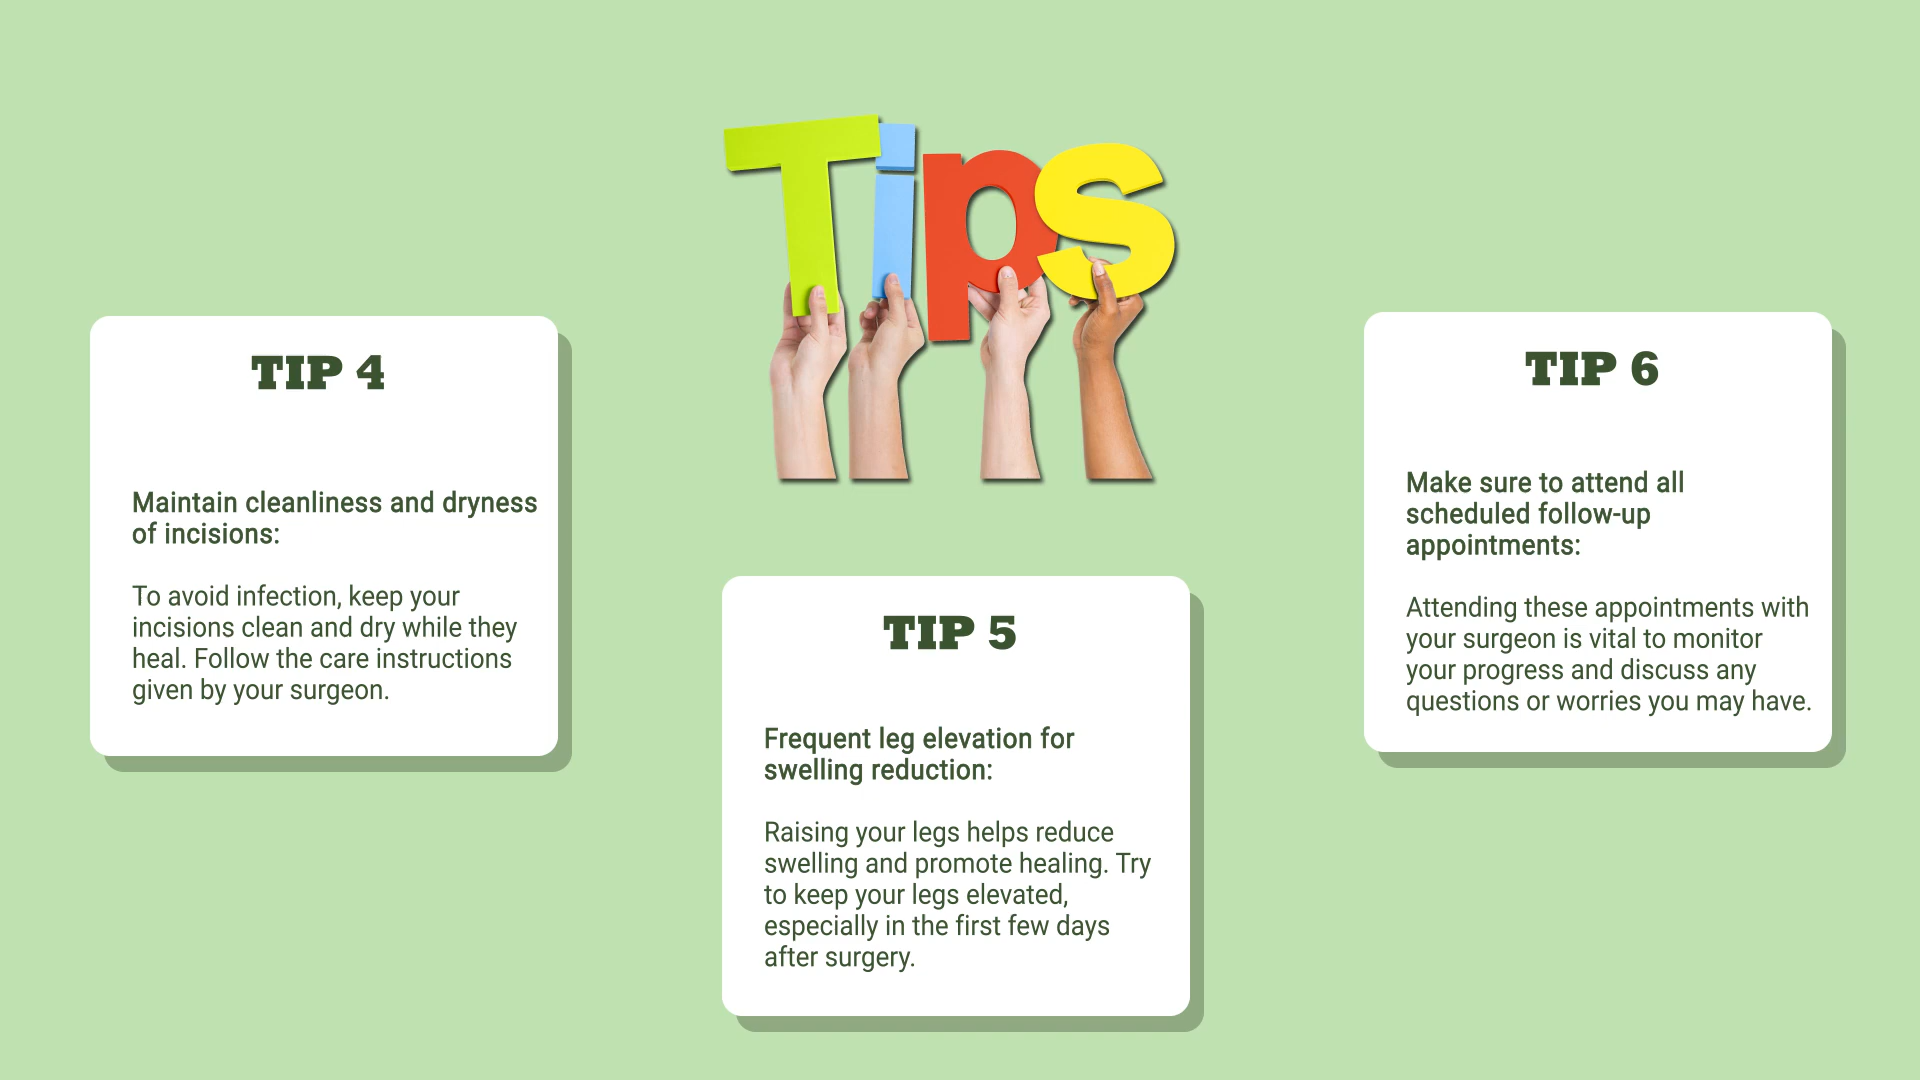 Tips
TIP 4
Maintain cleanliness and dryness
of incisions:
To avoid infection, keep your
incisions clean and dry while they
heal. Follow the care instructions
given by your surgeon.
TIP 5
Frequent leg elevation for
swelling reduction:
Raising your legs helps reduce
swelling and promote healing. Try
to keep your legs elevated,
especially in the first few days
after surgery.
TIP 6
Make sure to attend all
scheduled follow-up
appointments:
Attending these appointments with
your surgeon is vital to monitor
your progress and discuss any
questions or worries you may have.